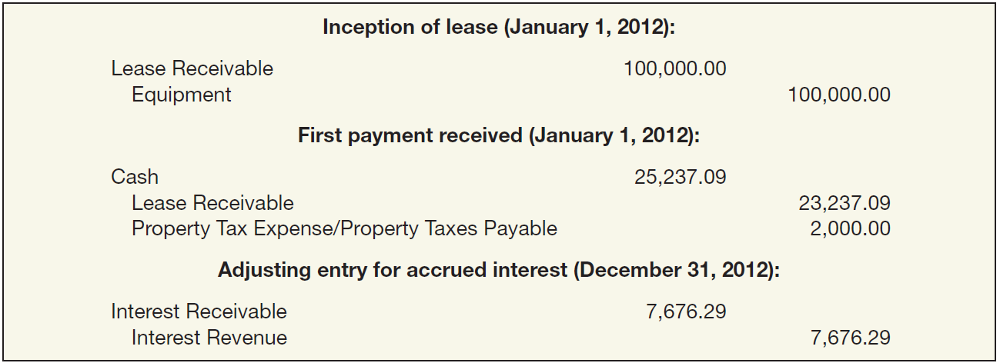 Inception of lease (January 1, 2012):
Lease Receivable 100,000.00
Equipment 100,000.00
First payment received (January 1, 2012):
Cash 25,237.09
Lease Receivable 23,237.09
Property Tax Expense/Property Taxes Payable 2,000.00
Adjusting entry for accrued interest (December 31, 2012):
Interest Receivable 7,676.29
Interest Revenue 7,676.29